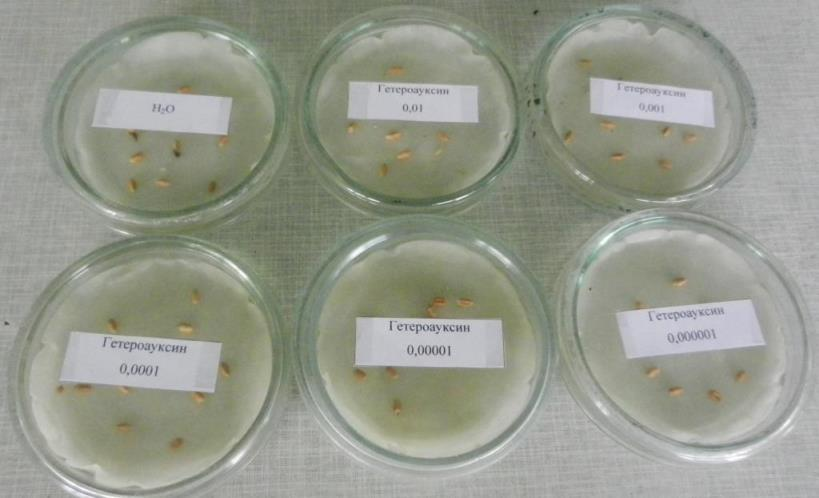 H₂O
Гетероауксин
0,01
Гетероауксин
0,001
Гетероауксин
0,0001
Гетероауксин
0,00001
Гетероауксин
0,000001